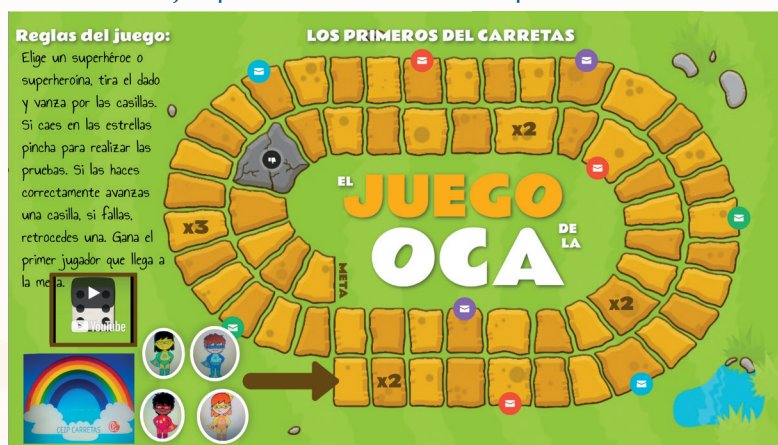 Reglas del juego:
Elige un superhéroe o
superheroína, tira el dado
y vanza por las casillas.
Si caes en las estrellas
pincha para realizar las
pruebas. Si las haces
correctamente avanzas
una casilla, si fallas,
retrocedes una. Gana el
primer jugador que llega a
la meta.
YouTube
CEIP CARRETAS
LOS PRIMEROS DEL CARRETAS
x2
x3
EL
JUEGO
DE
LA
OCA
META
x2
x2